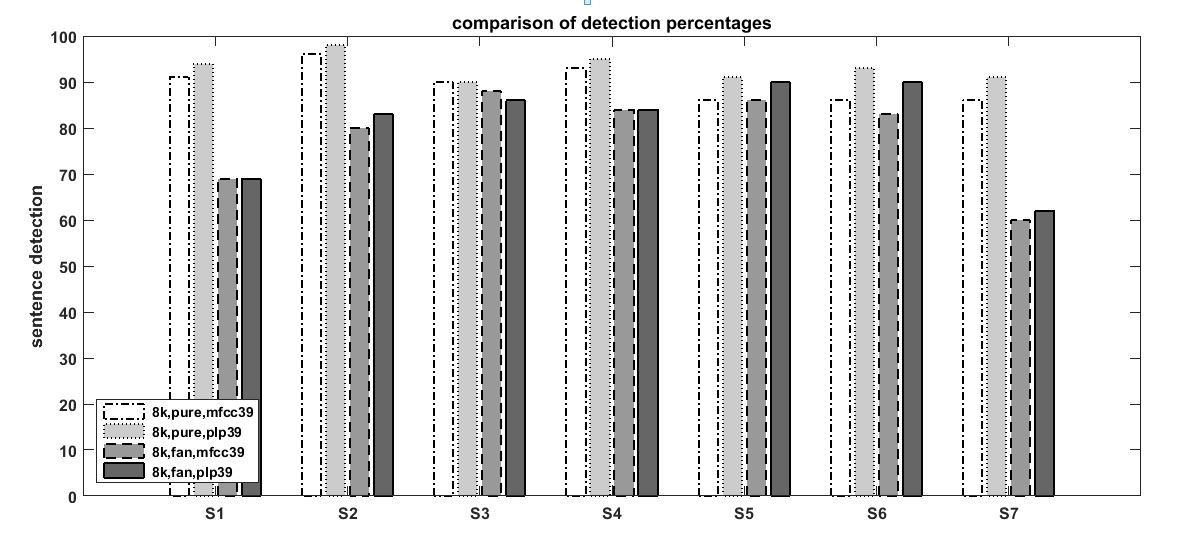 comparison of detection percentages
100
90
80
70
60
50
40
30
20
10
0
sentence detection
8k,pure,mfcc39
8k,pure,plp39
8k,fan,mfcc39
8k,fan,plp39
S1 S2 S3 S4 S5 S6 S7